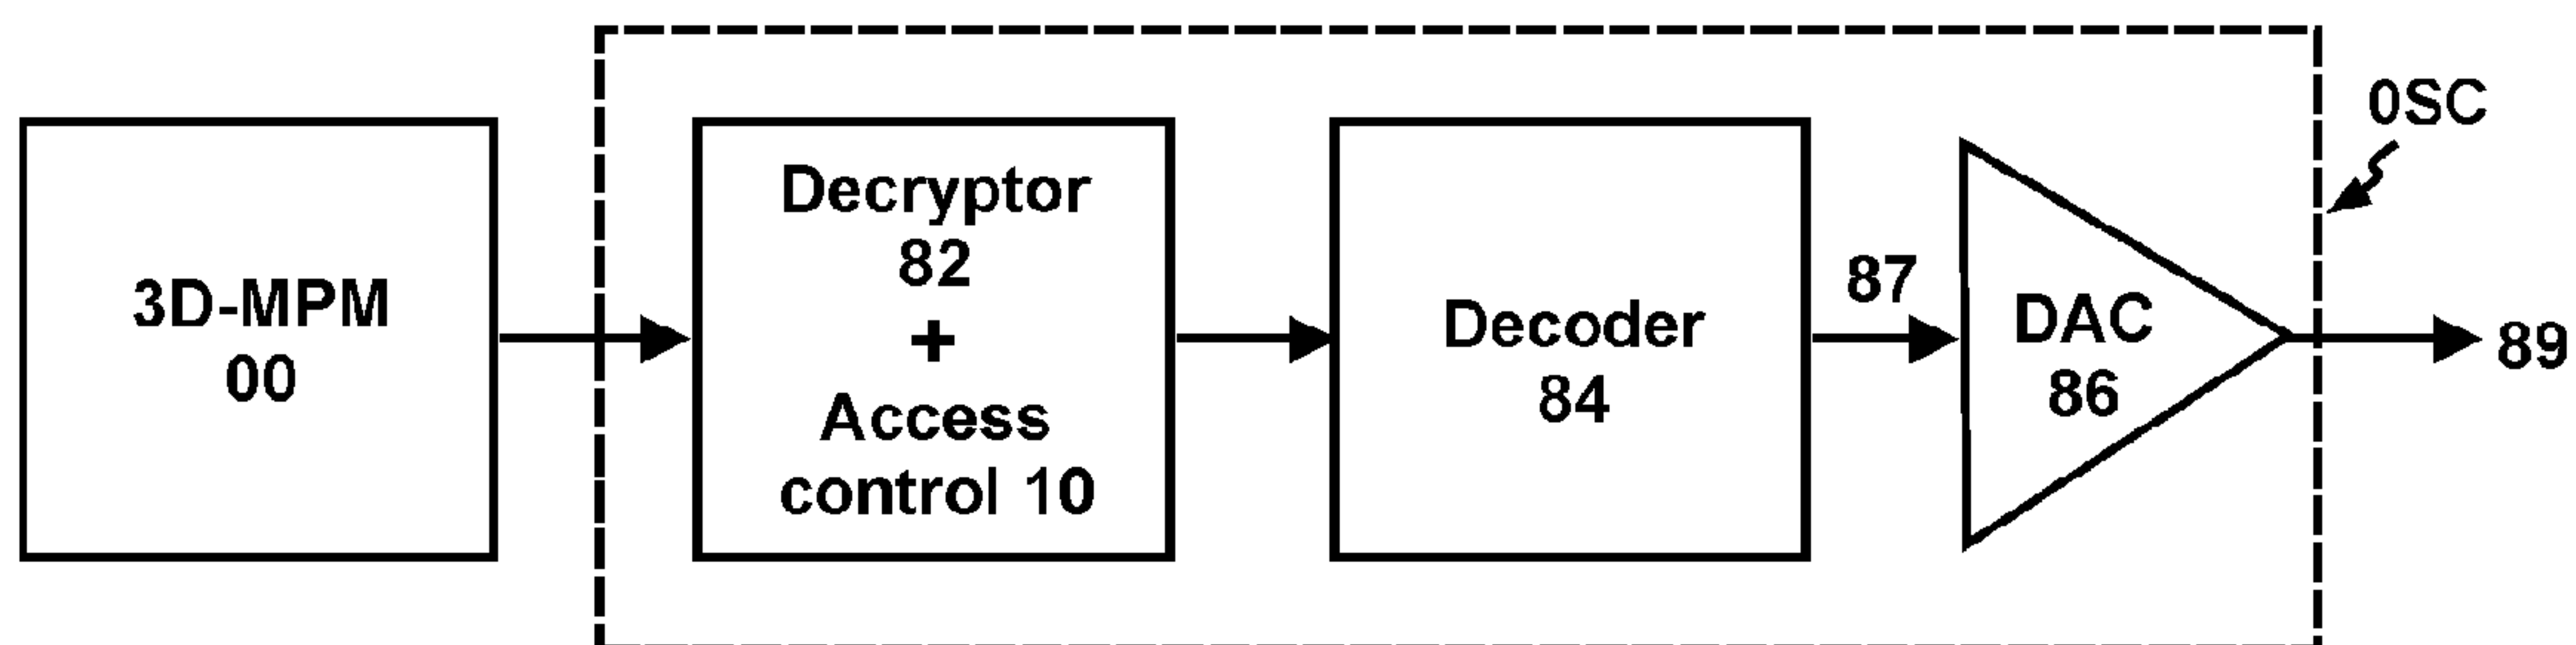 3D-MPM
00
Decryptor
82
+
Access
control 10
Decoder
84
87
DAC
86
0SC
89